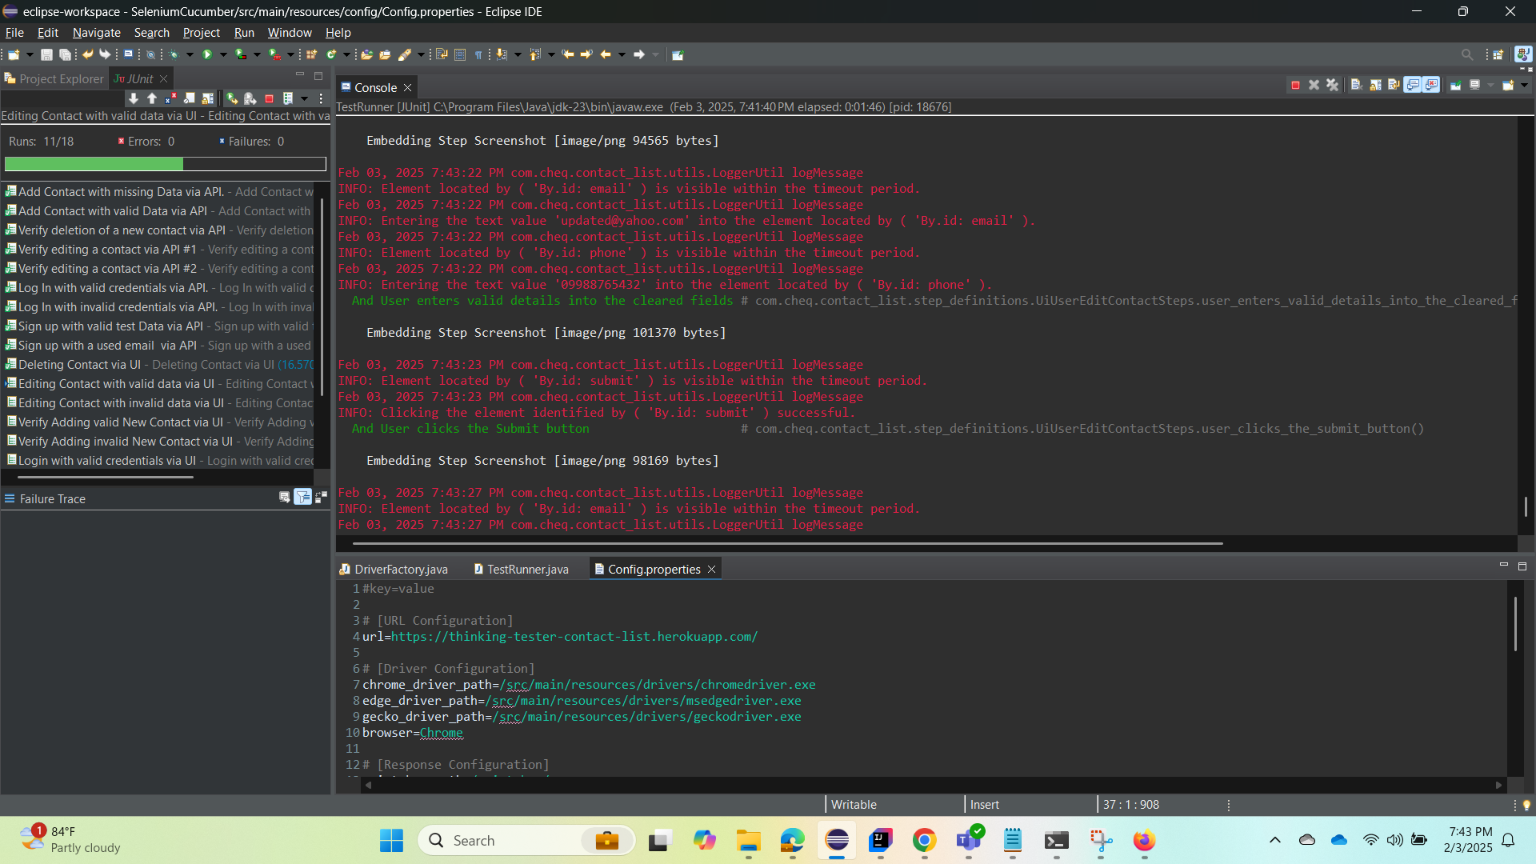 eclipse-workspace - SeleniumCucumber/src/main/resources/config/Config.properties - Eclipse IDE
File Edit Navigate Search Project Run Window Help
Project Explorer JUnit
Editing Contact with valid data via UI - Editing Contact with va
Runs: 11/18 Errors: 0 Failures: 0
Add Contact with missing Data via API. - Add Contact w
Add Contact with valid Data via API - Add Contact with
Verify deletion of a new contact via API - Verify deletion
Verify editing a contact via API #1 - Verify editing a cont
Verify editing a contact via API #2 - Verify editing a cont
Log In with valid credentials via API. - Log In with valid c
Log In with invalid credentials via API. - Log In with inval
Sign up with valid test Data via API - Sign up with valid
Sign up with a used email via API - Sign up with a used
Deleting Contact via UI - Deleting Contact via UI (16.570
Editing Contact with valid data via UI - Editing Contact
Editing Contact with invalid data via UI - Editing Contac
Verify Adding valid New Contact via UI - Verify Adding
Verify Adding invalid New Contact via UI - Verify Adding
Login with valid credentials via UI - Login with valid cre
Failure Trace
Console
TestRunner [JUnit] C:\Program Files\Java\jdk-23\bin\javaw.exe (Feb 3, 2025, 7:41:40 PM elapsed: 0:01:46) [pid: 18676]
Embedding Step Screenshot [image/png 94565 bytes]
Feb 03, 2025 7:43:22 PM com.cheq.contact_list.utils.LoggerUtil logMessage
INFO: Element located by ( 'By.id: email' ) is visible within the timeout period.
Feb 03, 2025 7:43:22 PM com.cheq.contact_list.utils.LoggerUtil logMessage
INFO: Entering the text value 'updated@yahoo.com' into the element located by ( 'By.id: email' ).
Feb 03, 2025 7:43:22 PM com.cheq.contact_list.utils.LoggerUtil logMessage
INFO: Element located by ( 'By.id: phone' ) is visible within the timeout period.
Feb 03, 2025 7:43:22 PM com.cheq.contact_list.utils.LoggerUtil logMessage
INFO: Entering the text value '09988765432' into the element located by ( 'By.id: phone' ).
And User enters valid details into the cleared fields # com.cheq.contact_list.step_definitions.UiUserEditContactSteps.user_enters_valid_details_into_the_cleared_f
Embedding Step Screenshot [image/png 101370 bytes]
Feb 03, 2025 7:43:23 PM com.cheq.contact_list.utils.LoggerUtil logMessage
INFO: Element located by ( 'By.id: submit' ) is visible within the timeout period.
Feb 03, 2025 7:43:23 PM com.cheq.contact_list.utils.LoggerUtil logMessage
INFO: Clicking the element identified by ( 'By.id: submit' ) successful.
And User clicks the Submit button # com.cheq.contact_list.step_definitions.UiUserEditContactSteps.user_clicks_the_submit_button()
Embedding Step Screenshot [image/png 98169 bytes]
Feb 03, 2025 7:43:27 PM com.cheq.contact_list.utils.LoggerUtil logMessage
INFO: Element located by ( 'By.id: email' ) is visible within the timeout period.
Feb 03, 2025 7:43:27 PM com.cheq.contact_list.utils.LoggerUtil logMessage
DriverFactory.java TestRunner.java Config.properties
1 #key=value
2
3 # [URL Configuration]
4 url=https://thinking-tester-contact-list.herokuapp.com/
5
6 # [Driver Configuration]
7 chrome_driver_path=/src/main/resources/drivers/chromedriver.exe
8 edge_driver_path=/src/main/resources/drivers/msedgedriver.exe
9 gecko_driver_path=/src/main/resources/drivers/geckodriver.exe
10 browser=Chrome
11
12 # [Response Configuration]
Writable Insert 37 : 1 : 908
1
84°F
Partly cloudy
Search
7:43 PM
2/3/2025